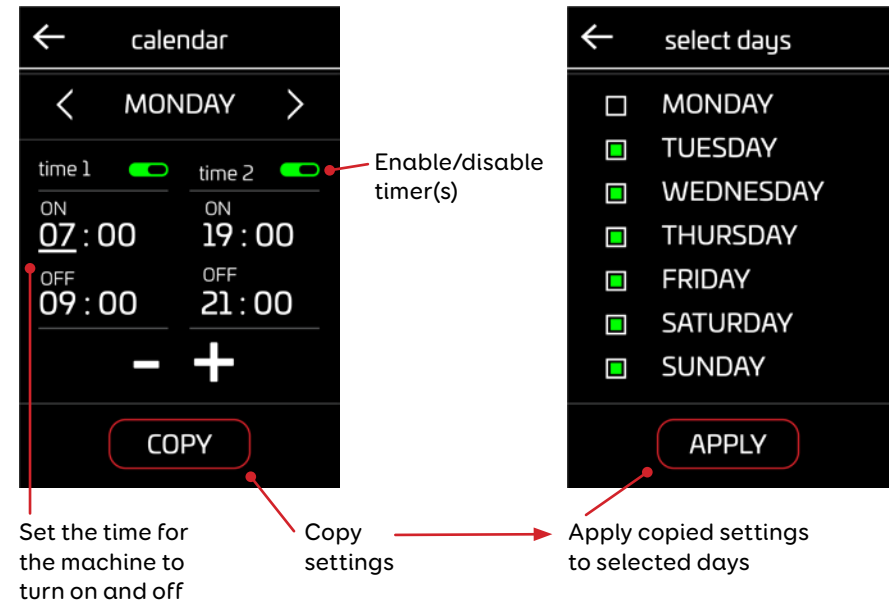 calendar
MONDAY
time 1
time 2
ON
07 : 00
ON
19 : 00
OFF
09 : 00
OFF
21 : 00
- +
COPY
Enable/disable
timer(s)
Set the time for
the machine to
turn on and off
Copy
settings
select days
MONDAY
TUESDAY
WEDNESDAY
THURSDAY
FRIDAY
SATURDAY
SUNDAY
APPLY
Apply copied settings
to selected days